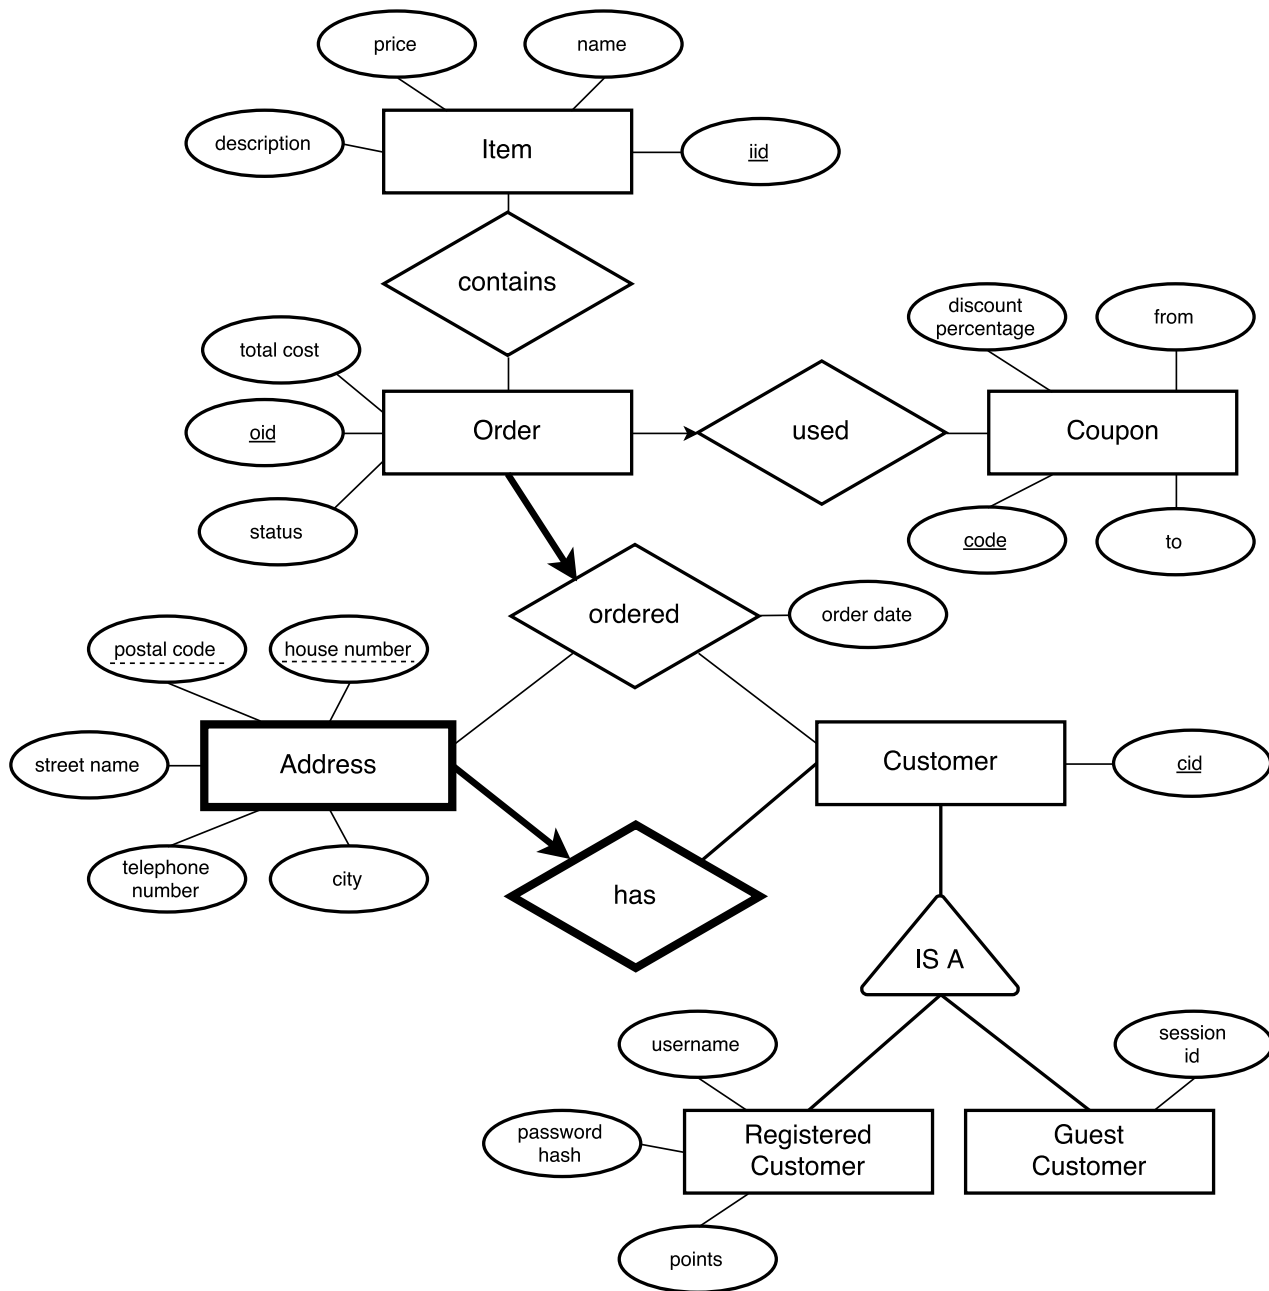 price
name
description
Item
iid
contains
discount
percentage
from
total cost
oid
Order
used
Coupon
status
code
to
ordered
order date
postal code
house number
street name
Address
Customer
cid
telephone
number
city
has
IS A
username
session
id
password
hash
Registered
Customer
Guest
Customer
points